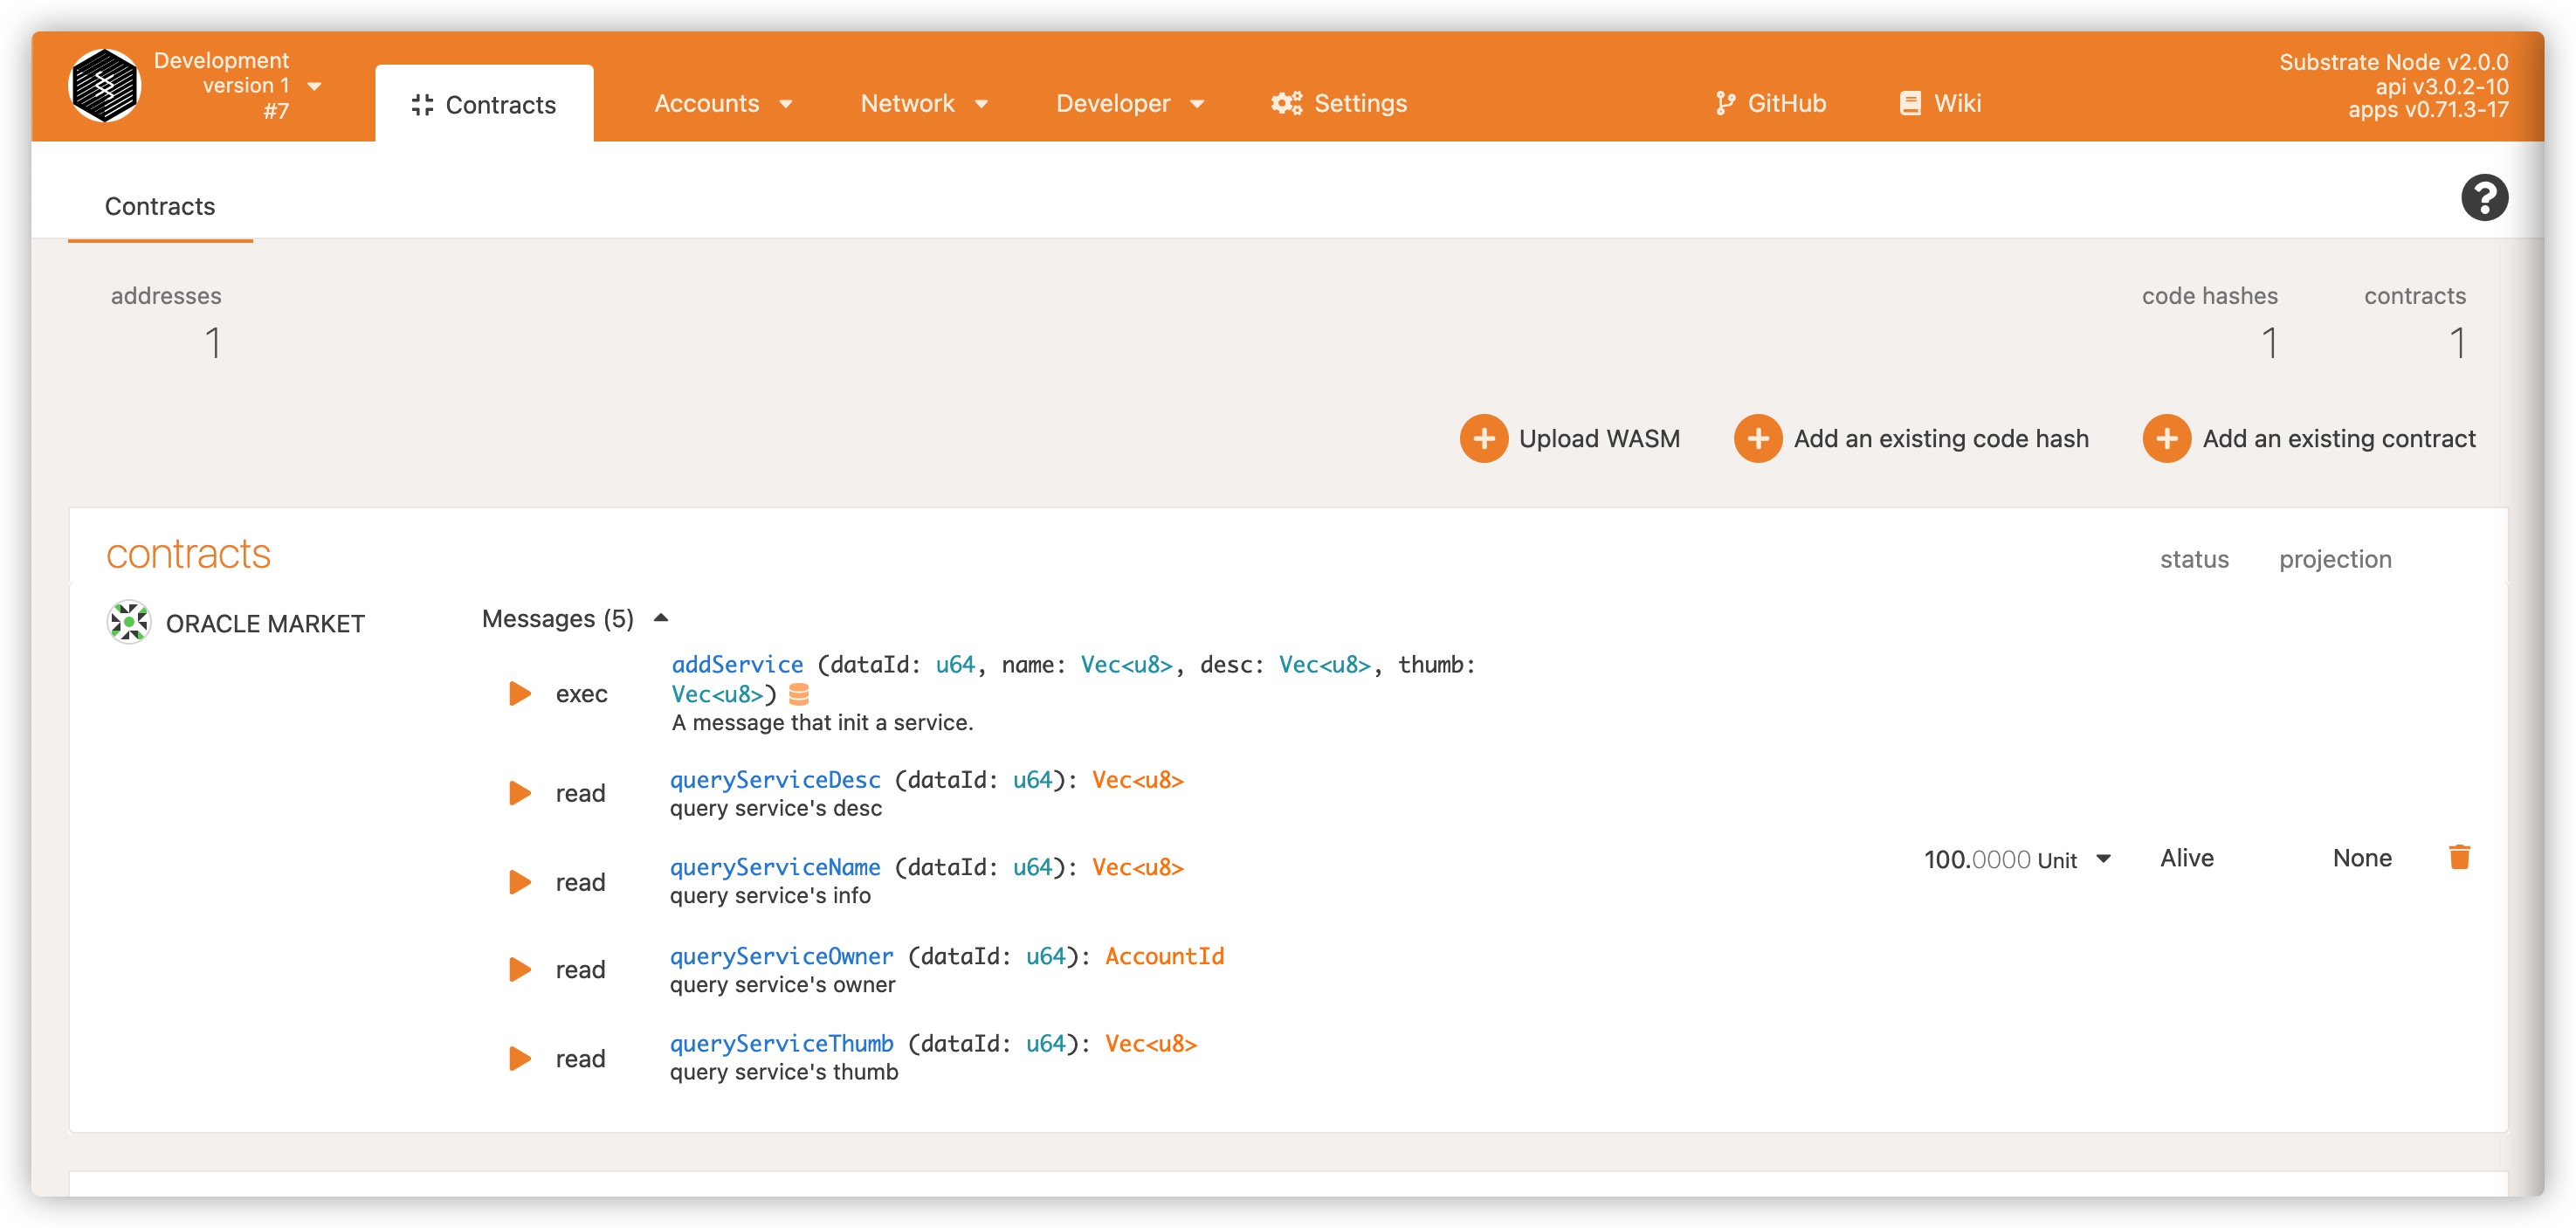 Development
version 1
#7
Contracts
Accounts
Network
Developer
Settings
GitHub
Wiki
Substrate Node v2.0.0
api v3.0.2-10
apps v0.71.3-17
Contracts
addresses
1
code hashes
1
contracts
1
Upload WASM
Add an existing code hash
Add an existing contract
contracts
status
projection
ORACLE MARKET
Messages (5)
exec
addService (dataId: u64, name: Vec<u8>, desc: Vec<u8>, thumb:
Vec<u8>)
A message that init a service.
read
queryServiceDesc (dataId: u64): Vec<u8>
query service's desc
read
queryServiceName (dataId: u64): Vec<u8>
query service's info
read
queryServiceOwner (dataId: u64): AccountId
query service's owner
read
queryServiceThumb (dataId: u64): Vec<u8>
query service's thumb
100.0000 Unit
Alive
None